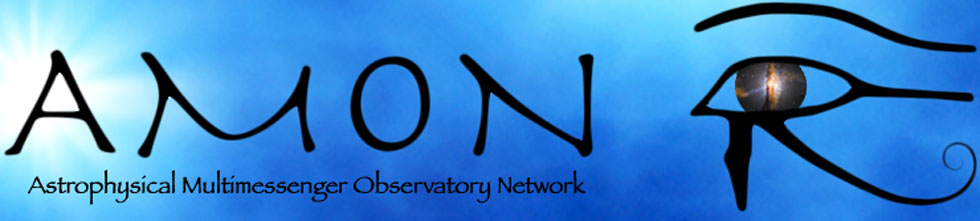 AMON
Astrophysical Multimessenger Observatory Network